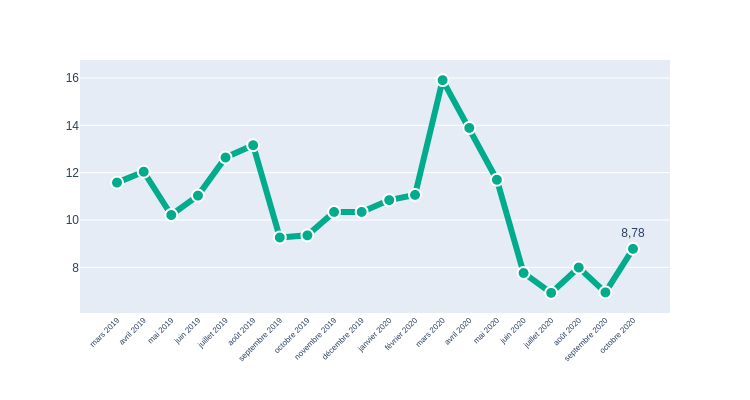 16
14
12
10
8
8,78
mars 2019
avril 2019
mai 2019
juin 2019
juillet 2019
août 2019
septembre 2019
octobre 2019
novembre 2019
décembre 2019
janvier 2020
février 2020
mars 2020
avril 2020
mai 2020
juin 2020
juillet 2020
août 2020
septembre 2020
octobre 2020